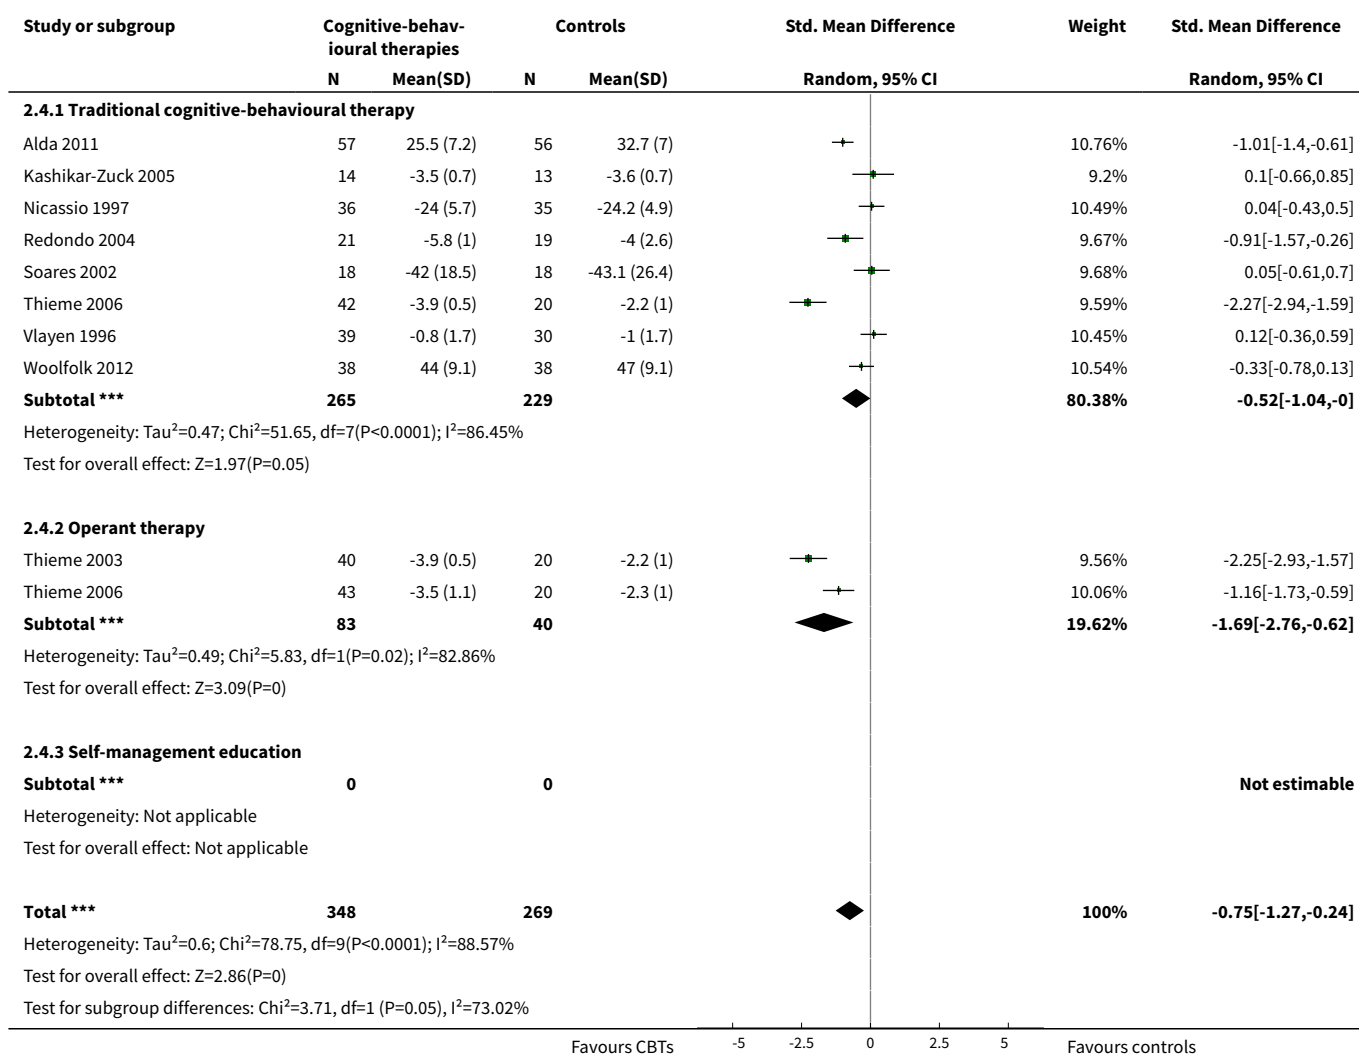 Study or subgroup Cognitive-behav- Controls Std. Mean Difference Weight Std. Mean Difference
ioural therapies
N Mean(SD) N Mean(SD) Random, 95% CI Random, 95% CI
2.4.1 Traditional cognitive-behavioural therapy
Alda 2011 57 25.5 (7.2) 56 32.7 (7) 10.76% -1.01[-1.4,-0.61]
Kashikar-Zuck 2005 14 -3.5 (0.7) 13 -3.6 (0.7) 9.2% 0.1[-0.66,0.85]
Nicassio 1997 36 -24 (5.7) 35 -24.2 (4.9) 10.49% 0.04[-0.43,0.5]
Redondo 2004 21 -5.8 (1) 19 -4 (2.6) 9.67% -0.91[-1.57,-0.26]
Soares 2002 18 -42 (18.5) 18 -43.1 (26.4) 9.68% 0.05[-0.61,0.7]
Thieme 2006 42 -3.9 (0.5) 20 -2.2 (1) 9.59% -2.27[-2.94,-1.59]
Vlayen 1996 39 -0.8 (1.7) 30 -1 (1.7) 10.45% 0.12[-0.36,0.59]
Woolfolk 2012 38 44 (9.1) 38 47 (9.1) 10.54% -0.33[-0.78,0.13]
Subtotal *** 265 229 80.38% -0.52[-1.04,-0]
Heterogeneity: Tau²=0.47; Chi²=51.65, df=7(P<0.0001); I²=86.45%
Test for overall effect: Z=1.97(P=0.05)
2.4.2 Operant therapy
Thieme 2003 40 -3.9 (0.5) 20 -2.2 (1) 9.56% -2.25[-2.93,-1.57]
Thieme 2006 43 -3.5 (1.1) 20 -2.3 (1) 10.06% -1.16[-1.73,-0.59]
Subtotal *** 83 40 19.62% -1.69[-2.76,-0.62]
Heterogeneity: Tau²=0.49; Chi²=5.83, df=1(P=0.02); I²=82.86%
Test for overall effect: Z=3.09(P=0)
2.4.3 Self-management education
Subtotal *** 0 0 Not estimable
Heterogeneity: Not applicable
Test for overall effect: Not applicable
Total *** 348 269 100% -0.75[-1.27,-0.24]
Heterogeneity: Tau²=0.6; Chi²=78.75, df=9(P<0.0001); I²=88.57%
Test for overall effect: Z=2.86(P=0)
Test for subgroup differences: Chi²=3.71, df=1 (P=0.05), I²=73.02%
Favours CBTs -5 -2.5 0 2.5 5 Favours controls